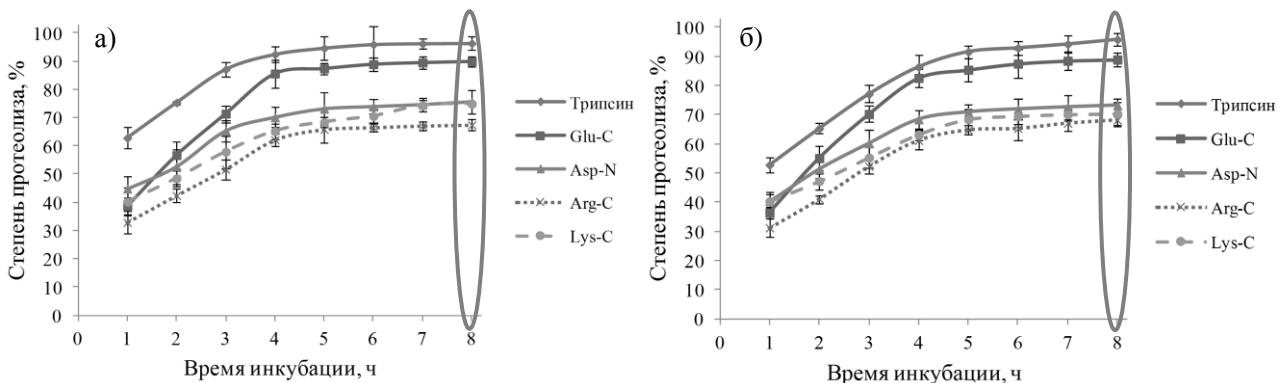 а)
Степень протеолиза, %
100
90
80
70
60
50
40
30
20
10
0
0 1 2 3 4 5 6 7 8
Время инкубации, ч
Трипсин
Glu-C
Asp-N
Arg-C
Lys-C
б)
Степень протеолиза, %
100
90
80
70
60
50
40
30
20
10
0
0 1 2 3 4 5 6 7 8
Время инкубации, ч
Трипсин
Glu-C
Asp-N
Arg-C
Lys-C